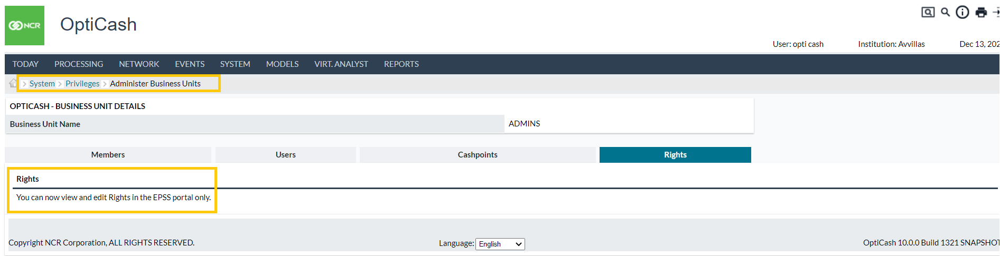 NCR
OptiCash
User: opti cash Institution: Avvillas Dec 13, 202
TODAY PROCESSING NETWORK EVENTS SYSTEM MODELS VIRT. ANALYST REPORTS
System Privileges Administer Business Units
OPTICASH - BUSINESS UNIT DETAILS
Business Unit Name ADMINS
Members Users Cashpoints Rights
Rights
You can now view and edit Rights in the EPSS portal only.
Copyright NCR Corporation, ALL RIGHTS RESERVED. Language: English OptiCash 10.0.0 Build 1321 SNAPSHOT